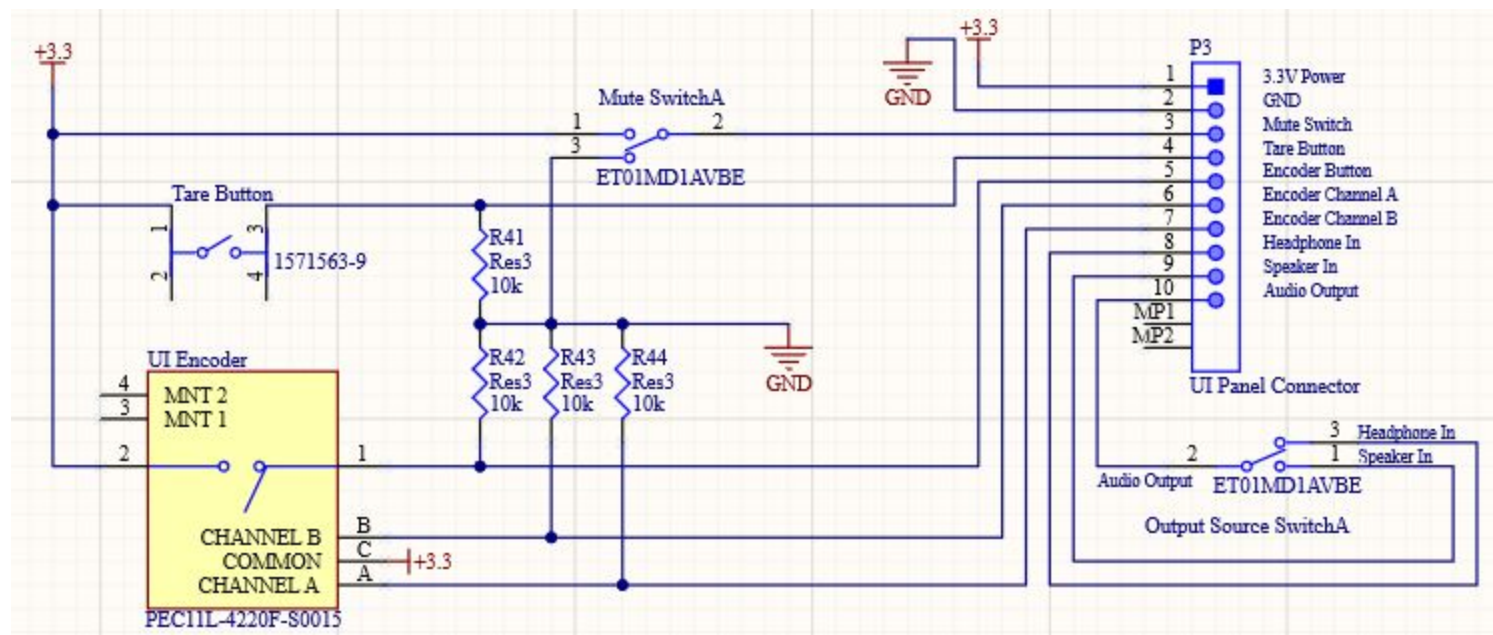 +3.3
+3.3
GND
P3
Mute SwitchA
1
2
3
ET01MD1AVBE
1
2
3
4
5
6
7
8
9
10
MP1
MP2
3.3V Power
GND
Mute Switch
Tare Button
Encoder Button
Encoder Channel A
Encoder Channel B
Headphone In
Speaker In
Audio Output
UI Panel Connector
Tare Button
1
2
3
4
1571563-9
R41
Res3
10k
R42
Res3
10k
R43
Res3
10k
R44
Res3
10k
GND
UI Encoder
4
3
MNT 2
MNT 1
2
1
CHANNEL B
COMMON
CHANNEL A
B
C
A
+3.3
PEC11L-4220F-S0015
2
3
1
Headphone In
Speaker In
Audio Output
ET01MD1AVBE
Output Source SwitchA